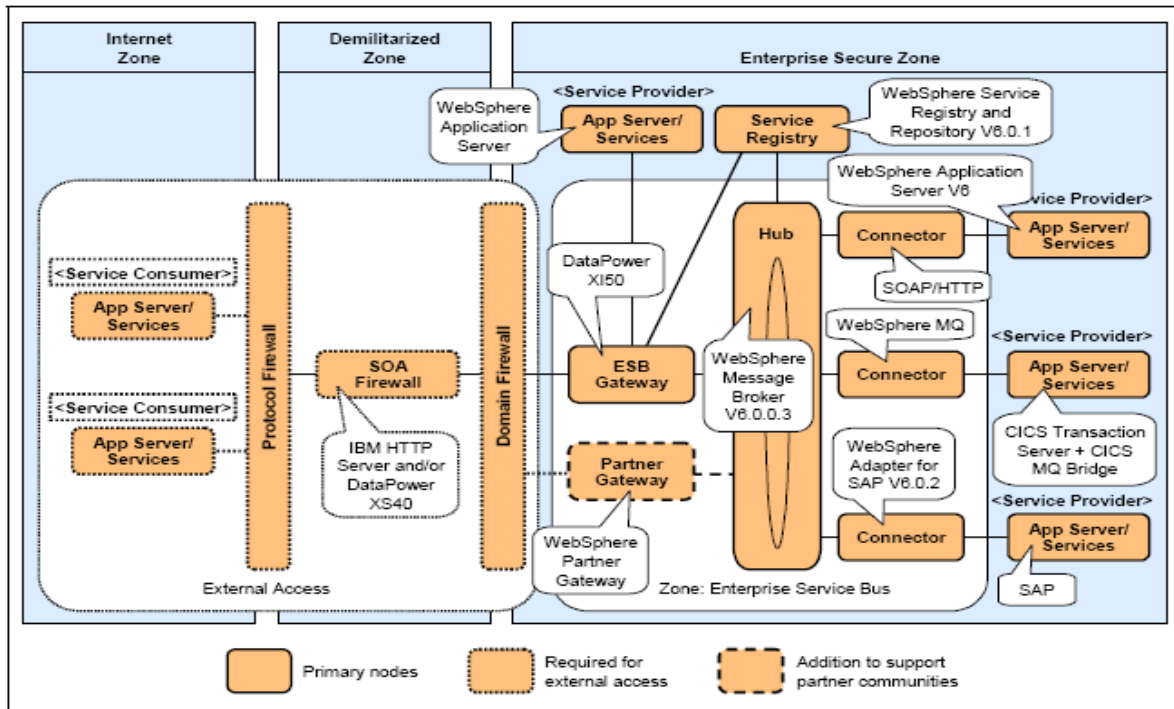 Internet
Zone
Demilitarized
Zone
Enterprise Secure Zone
<Service Provider>
WebSphere
Application
Server
App Server/
Services
Service
Registry
WebSphere Service
Registry and
Repository V6.0.1
WebSphere Application
Server V6
Service Provider>
App Server/
Services
Hub
Connector
SOAP/HTTP
<Service Consumer>
App Server/
Services
<Service Consumer>
App Server/
Services
Protocol Firewall
SOA
Firewall
IBM HTTP
Server and/or
DataPower
XS40
Domain Firewall
DataPower
XI50
ESB
Gateway
WebSphere
Message
Broker
V6.0.0.3
WebSphere MQ
Connector
<Service Provider>
App Server/
Services
CICS Transaction
Server + CICS
MQ Bridge
Partner
Gateway
WebSphere
Partner
Gateway
WebSphere
Adapter for
SAP V6.0.2
Connector
<Service Provider>
App Server/
Services
SAP
External Access
Zone: Enterprise Service Bus
Primary nodes
Required for
external access
Addition to support
partner communities